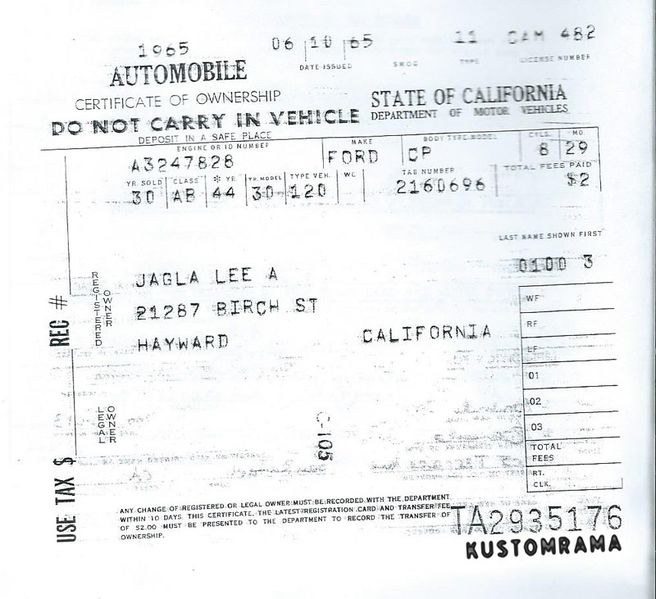 1965 06 10 65 11 CAM 482
DATE ISSUED SMOG TYPE LICENSE NUMBER
AUTOMOBILE
CERTIFICATE OF OWNERSHIP
STATE OF CALIFORNIA
DEPARTMENT OF MOTOR VEHICLES
DO NOT CARRY IN VEHICLE
DEPOSIT IN A SAFE PLACE
ENGINE OR ID NUMBER MAKE BODY TYPE MODEL CYLS. MO
A3247828 FORD CP 8 29
YR. SOLD CLASS * YR. YR. MODEL TYPE VEH. WC TAB NUMBER TOTAL FEES PAID
30 AB 44 30 120 2160696 $2
LAST NAME SHOWN FIRST
0100 3
REGISTERED OWNER
JAGLA LEE A
21287 BIRCH ST
HAYWARD CALIFORNIA
REC #
WF
RF
LF
01
02
03
TOTAL FEES
RT. CLK.
LEGAL OWNER
C-105
USE TAX $
ANY CHANGE OF REGISTERED OR LEGAL OWNER MUST BE RECORDED WITH THE DEPARTMENT
WITHIN 10 DAYS. THIS CERTIFICATE, THE LATEST REGISTRATION CARD AND TRANSFER FEE
OF $2.00 MUST BE PRESENTED TO THE DEPARTMENT TO RECORD THE TRANSFER OF
OWNERSHIP.
TA2935176
KUSTOMRAMA